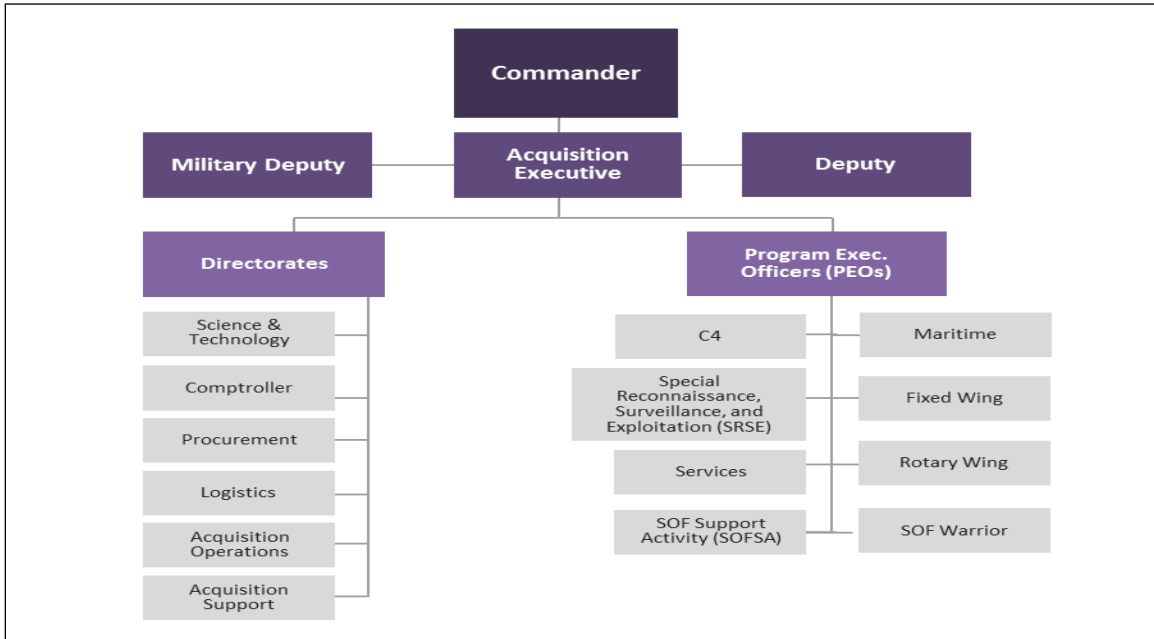 Commander
Military Deputy
Acquisition
Executive
Deputy
Directorates
Program Exec.
Officers (PEOs)
Science &
Technology
Comptroller
Procurement
Logistics
Acquisition
Operations
Acquisition
Support
C4
Special
Reconnaissance,
Surveillance, and
Exploitation (SRSE)
Services
SOF Support
Activity (SOFSA)
Maritime
Fixed Wing
Rotary Wing
SOF Warrior